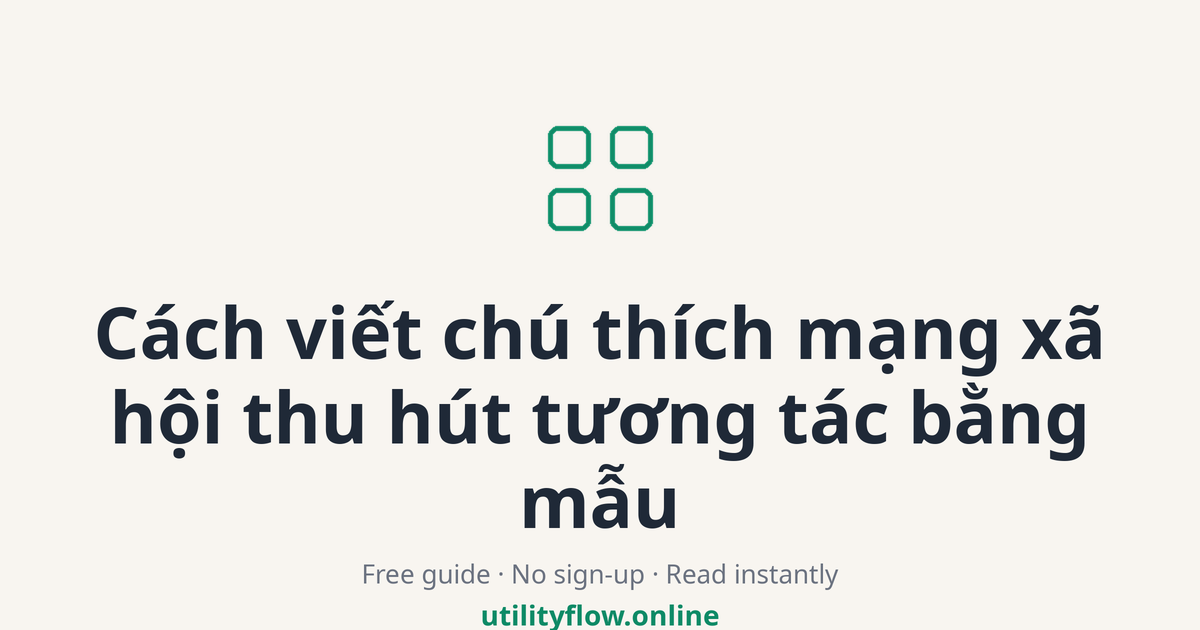 Cách viết chú thích mạng xã
hội thu hút tương tác bằng
mẫu
Free guide · No sign-up · Read instantly
utilityflow.online